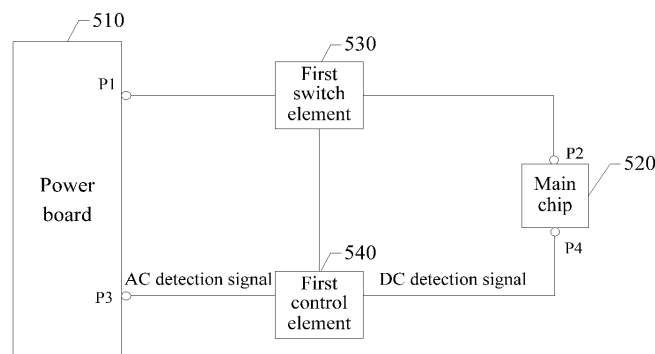 510
530
P1
First
switch
element
P2
520
Main
chip
Power
board
P4
540
AC detection signal
First
control
element
DC detection signal
P3